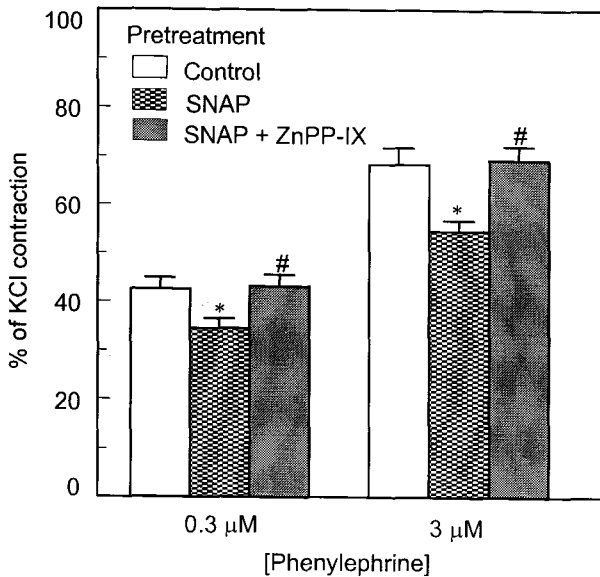 100
80
60
40
20
0
% of KCl contraction
Pretreatment
Control
SNAP
SNAP + ZnPP-IX
*
#
*
#
0.3 μM
3 μM
[Phenylephrine]